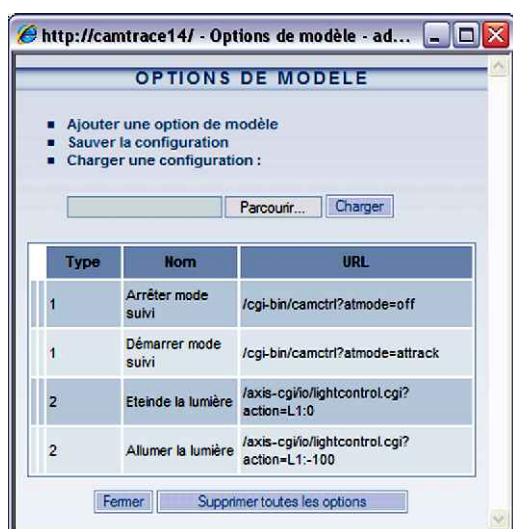 http://camtrace14/ - Options de modèle - ad...
OPTIONS DE MODELE
Ajouter une option de modèle
Sauver la configuration
Charger une configuration :
Parcourir... Charger
Type Nom URL
1 Arrêter mode suivi /cgi-bin/camctrl?atmode=off
1 Démarrer mode suivi /cgi-bin/camctrl?atmode=attrack
2 Eteinde la lumière /axis-cgi/io/lightcontrol.cgi?action=L1:0
2 Allumer la lumière /axis-cgi/io/lightcontrol.cgi?action=L1:-100
Fermer Supprimer toutes les options